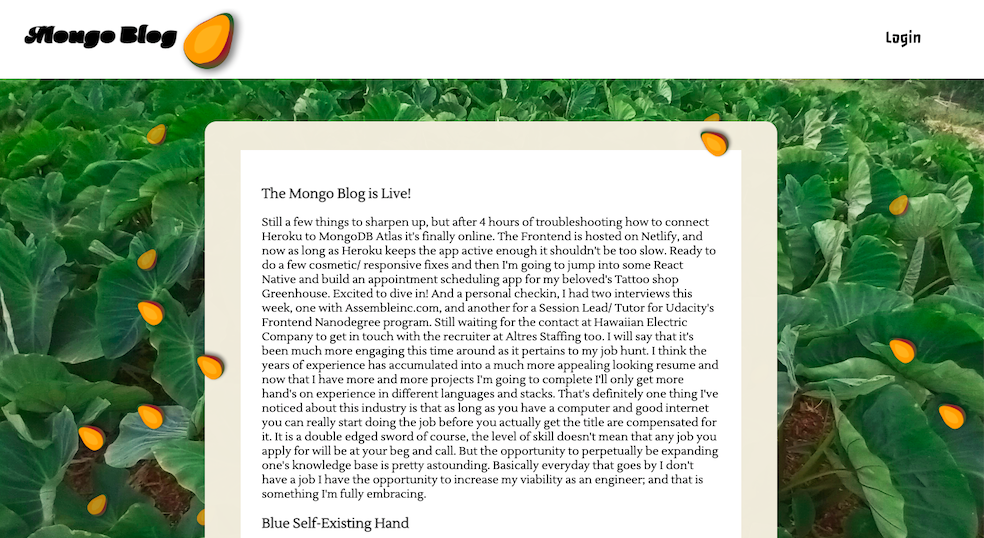 Mongo Blog
Login
The Mongo Blog is Live!
Still a few things to sharpen up, but after 4 hours of troubleshooting how to connect
Heroku to MongoDB Atlas it's finally online. The Frontend is hosted on Netlify, and
now as long as Heroku keeps the app active enough it shouldn't be too slow. Ready to
do a few cosmetic/ responsive fixes and then I'm going to jump into some React
Native and build an appointment scheduling app for my beloved's Tattoo shop
Greenhouse. Excited to dive in! And a personal checkin, I had two interviews this
week, one with Assembleinc.com, and another for a Session Lead/ Tutor for Udacity's
Frontend Nanodegree program. Still waiting for the contact at Hawaiian Electric
Company to get in touch with the recruiter at Altres Staffing too. I will say that it's
been much more engaging this time around as it pertains to my job hunt. I think the
years of experience has accumulated into a much more appealing looking resume and
now that I have more and more projects I'm going to complete I'll only get more
hand's on experience in different languages and stacks. That's definitely one thing I've
noticed about this industry is that as long as you have a computer and good internet
you can really start doing the job before you actually get the title are compensated for
it. It is a double edged sword of course, the level of skill doesn't mean that any job you
apply for will be at your beg and call. But the opportunity to perpetually be expanding
one's knowledge base is pretty astounding. Basically everyday that goes by I don't
have a job I have the opportunity to increase my viability as an engineer; and that is
something I'm fully embracing.
Blue Self-Existing Hand